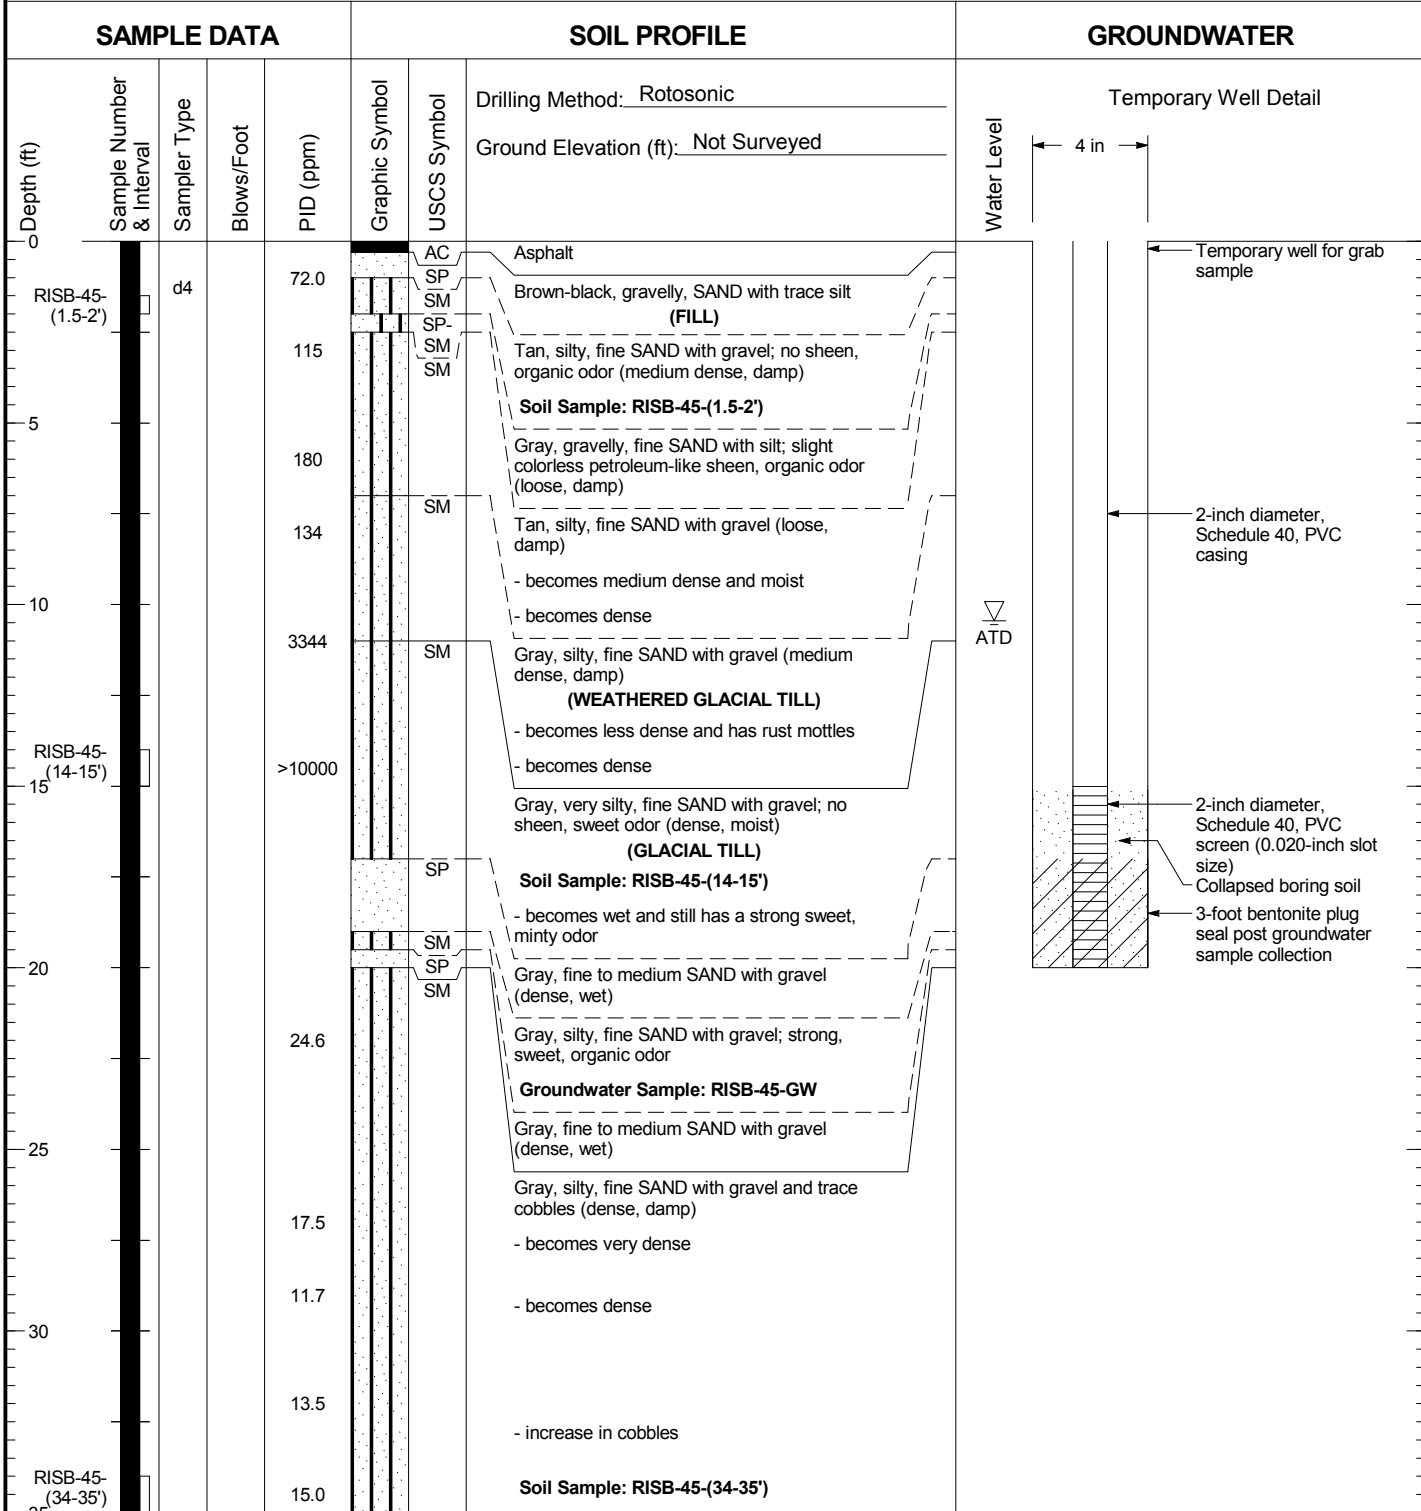 SAMPLE DATA
SOIL PROFILE
GROUNDWATER
Depth (ft)
Sample Number
& Interval
Sampler Type
Blows/Foot
PID (ppm)
Graphic Symbol
USCS Symbol
Drilling Method: Rotosonic
Ground Elevation (ft): Not Surveyed
Water Level
Temporary Well Detail
4 in
0
5
10
15
20
25
30
35
RISB-45-
(1.5-2')
RISB-45-
(14-15')
RISB-45-
(34-35')
d4
72.0
115
180
134
3344
>10000
24.6
17.5
11.7
13.5
15.0
AC
SP
SM
SP-
SM
SM
SM
SM
SP
SM
SP
SM
Asphalt
Brown-black, gravelly, SAND with trace silt
(FILL)
Tan, silty, fine SAND with gravel; no sheen,
organic odor (medium dense, damp)
Soil Sample: RISB-45-(1.5-2')
Gray, gravelly, fine SAND with silt; slight
colorless petroleum-like sheen, organic odor
(loose, damp)
Tan, silty, fine SAND with gravel (loose,
damp)
- becomes medium dense and moist
- becomes dense
Gray, silty, fine SAND with gravel (medium
dense, damp)
(WEATHERED GLACIAL TILL)
- becomes less dense and has rust mottles
- becomes dense
Gray, very silty, fine SAND with gravel; no
sheen, sweet odor (dense, moist)
(GLACIAL TILL)
Soil Sample: RISB-45-(14-15')
- becomes wet and still has a strong sweet,
minty odor
Gray, fine to medium SAND with gravel
(dense, wet)
Gray, silty, fine SAND with gravel; strong,
sweet, organic odor
Groundwater Sample: RISB-45-GW
Gray, fine to medium SAND with gravel
(dense, wet)
Gray, silty, fine SAND with gravel and trace
cobbles (dense, damp)
- becomes very dense
- becomes dense
- increase in cobbles
Soil Sample: RISB-45-(34-35')
ATD
Temporary well for grab
sample
2-inch diameter,
Schedule 40, PVC
casing
2-inch diameter,
Schedule 40, PVC
screen (0.020-inch slot
size)
Collapsed boring soil
3-foot bentonite plug
seal post groundwater
sample collection